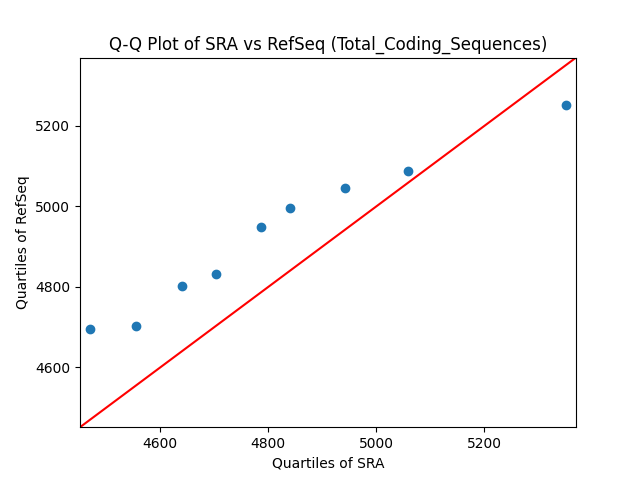 Q-Q Plot of SRA vs RefSeq (Total_Coding_Sequences)
Quartiles of RefSeq
5200
5000
4800
4600
4600 4800 5000 5200
Quartiles of SRA